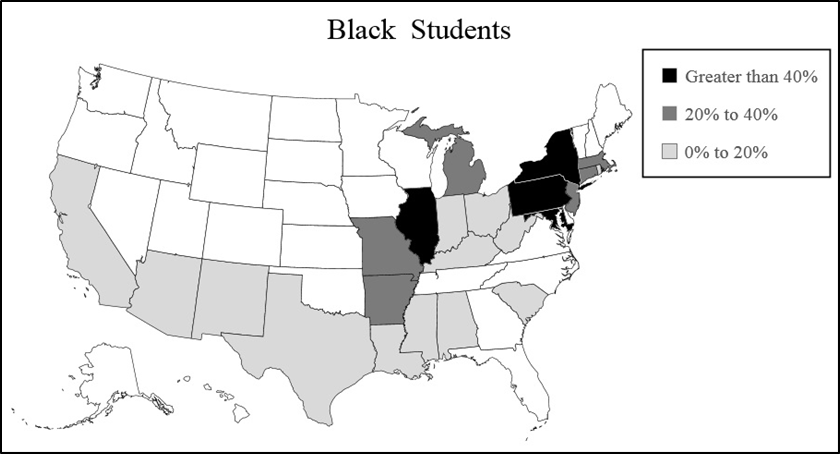 Black Students
Greater than 40%
20% to 40%
0% to 20%